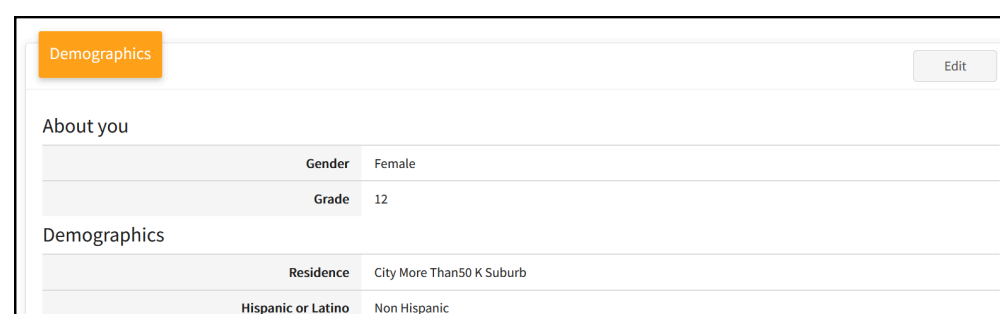 Demographics
Edit
About you
Gender Female
Grade 12
Demographics
Residence City More Than50 K Suburb
Hispanic or Latino Non Hispanic